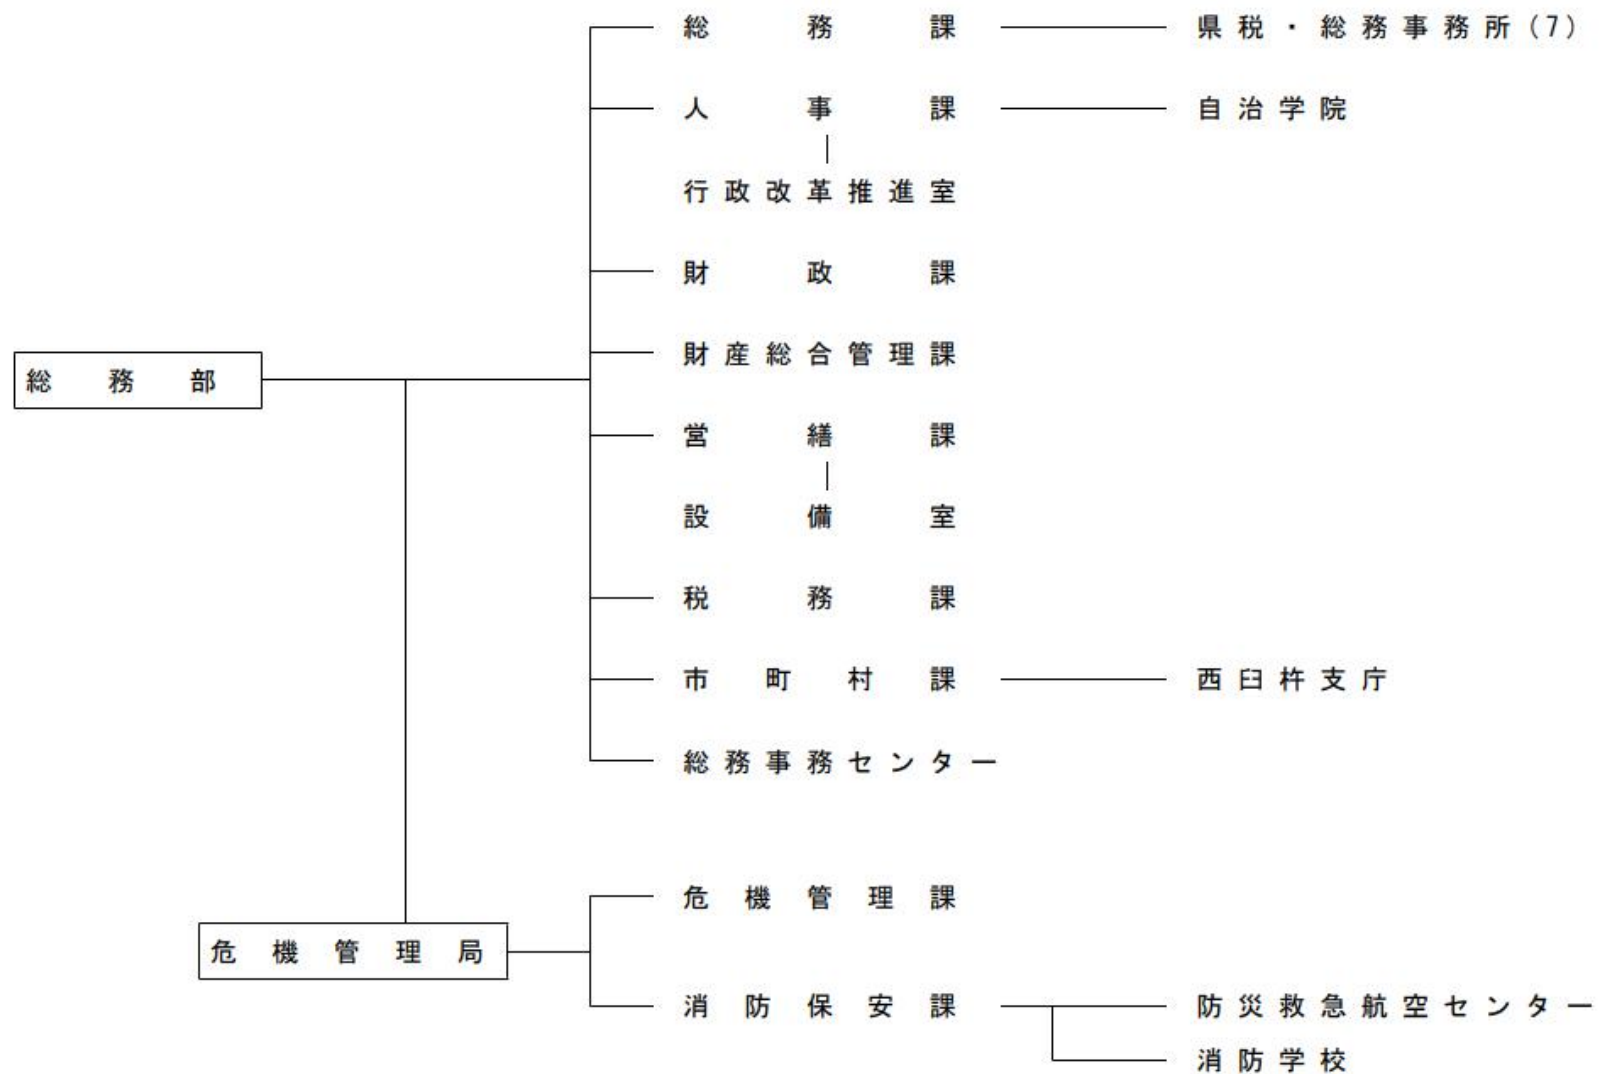 総務課 県税・総務事務所(7)
人事課 自治学院
行政改革推進室
財政課
財産総合管理課
総務部
営繕課
設備室
税務課
市町村課 西臼杵支庁
総務事務センター
危機管理課
危機管理局
消防保安課 防災救急航空センター
消防学校